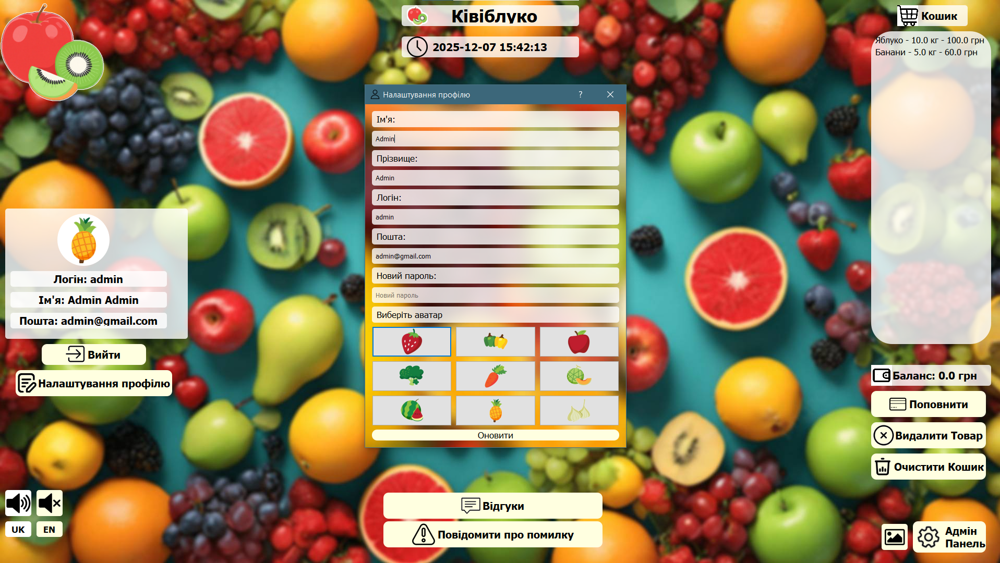 Ківіблуко
2025-12-07 15:42:13
Кошик
Яблуко - 10.0 кг - 100.0 грн
Банани - 5.0 кг - 60.0 грн
Налаштування профілю
?
Ім'я:
Admin
Прізвище:
Admin
Логін:
admin
Пошта:
admin@gmail.com
Новий пароль:
Новий пароль
Виберіть аватар
Оновити
Логін: admin
Ім'я: Admin Admin
Пошта: admin@gmail.com
Вийти
Налаштування профілю
Баланс: 0.0 грн
Поповнити
Видалити Товар
Очистити Кошик
UK
EN
Відгуки
Повідомити про помилку
Адмін
Панель